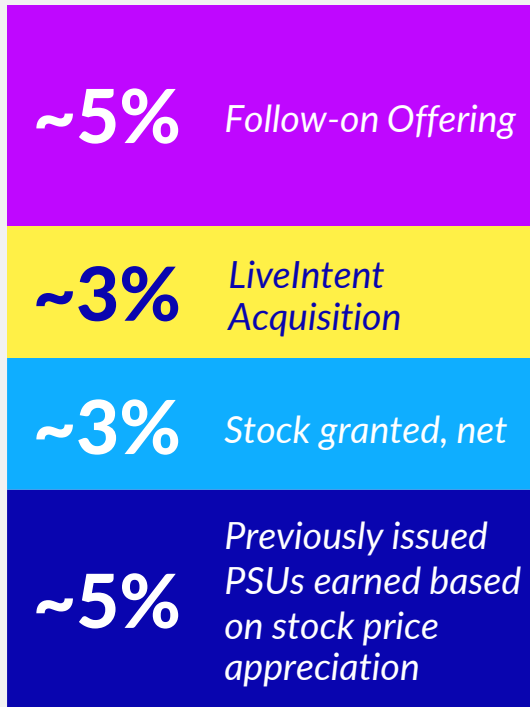 ~5% Follow-on Offering
~3% LiveIntent
Acquisition
~3% Stock granted, net
~5% Previously issued
PSUs earned based
on stock price
appreciation